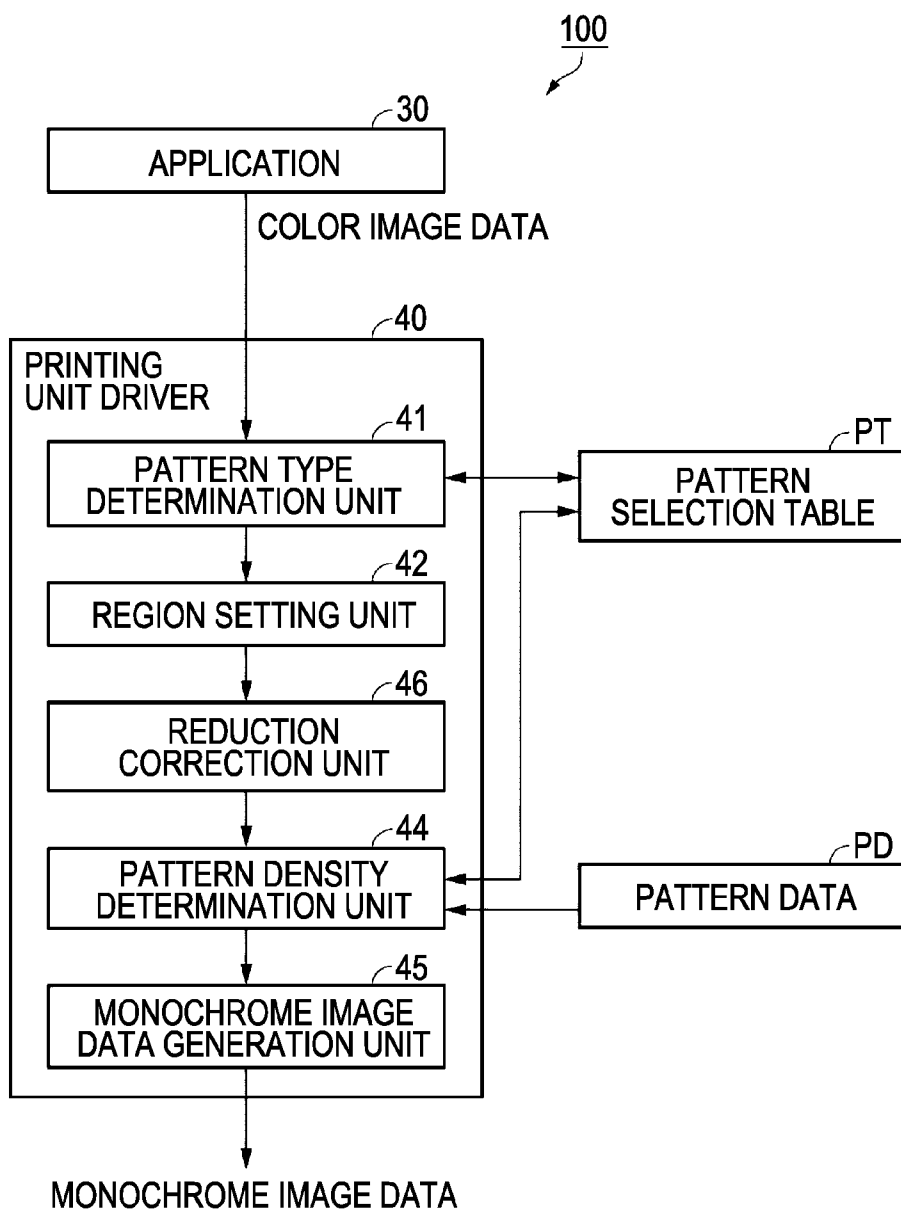 100
30
APPLICATION
COLOR IMAGE DATA
40
PRINTING
UNIT DRIVER
41
PATTERN TYPE
DETERMINATION UNIT
PT
PATTERN
SELECTION TABLE
42
REGION SETTING UNIT
46
REDUCTION
CORRECTION UNIT
44
PATTERN DENSITY
DETERMINATION UNIT
PD
PATTERN DATA
45
MONOCHROME IMAGE
DATA GENERATION UNIT
MONOCHROME IMAGE DATA